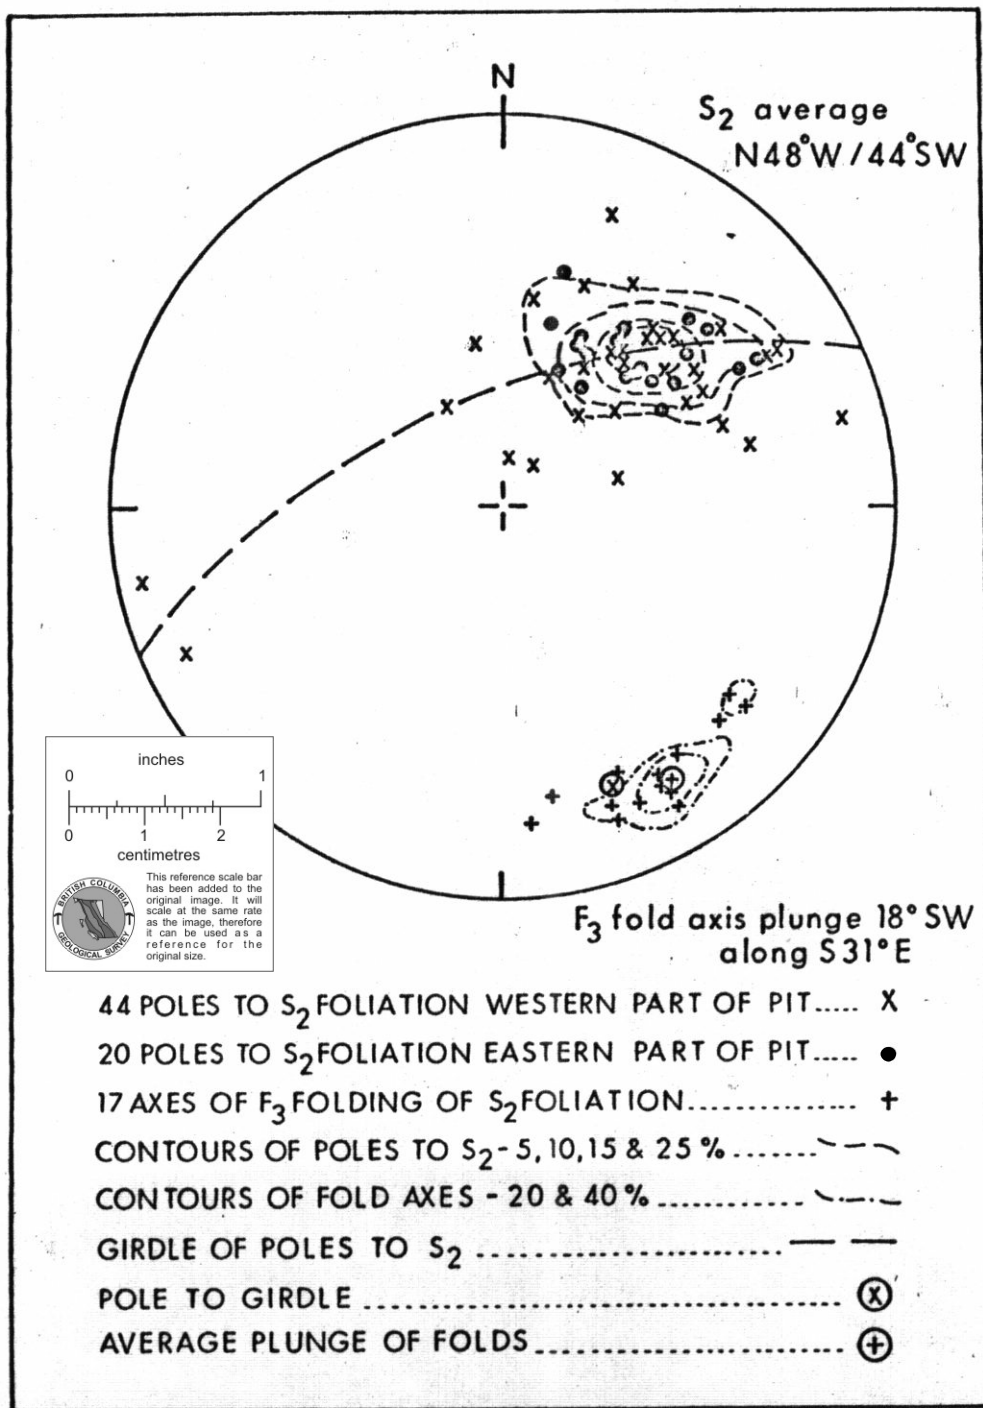 N
S2 average
N48°W/44°SW
inches
0 1
0 1 2
centimetres
BRITISH COLUMBIA
GEOLOGICAL SURVEY
This reference scale bar
has been added to the
original image. It will
scale at the same rate
as the image, therefore
it can be used as a
reference for the
original size.
F3 fold axis plunge 18° SW
along S31°E
44 POLES TO S2 FOLIATION WESTERN PART OF PIT..... X
20 POLES TO S2 FOLIATION EASTERN PART OF PIT..... ●
17 AXES OF F3 FOLDING OF S2 FOLIATION............... +
CONTOURS OF POLES TO S2 - 5, 10, 15 & 25 %.......
CONTOURS OF FOLD AXES - 20 & 40 %.............
GIRDLE OF POLES TO S2 .......................
POLE TO GIRDLE .................................... ⓧ
AVERAGE PLUNGE OF FOLDS ....................... ⊕